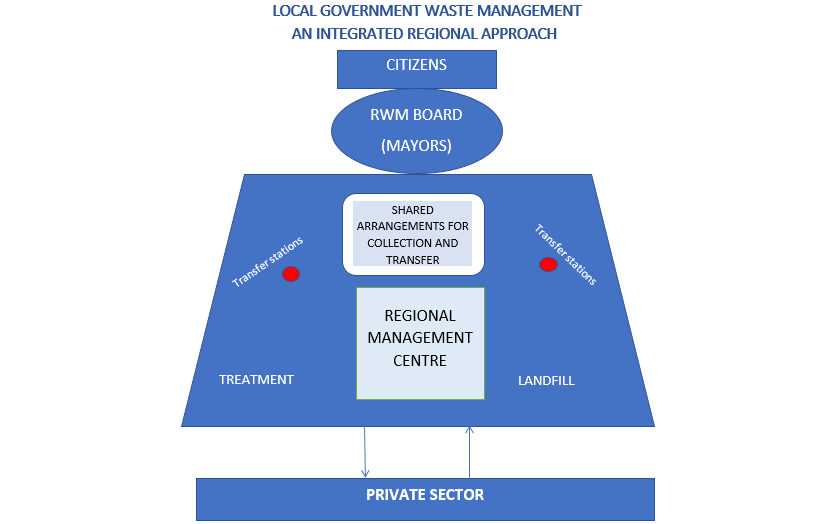 LOCAL GOVERNMENT WASTE MANAGEMENT
AN INTEGRATED REGIONAL APPROACH
CITIZENS
RWM BOARD
(MAYORS)
SHARED
ARRANGEMENTS FOR
COLLECTION AND
TRANSFER
Transfer stations
Transfer stations
REGIONAL
MANAGEMENT
CENTRE
TREATMENT
LANDFILL
PRIVATE SECTOR